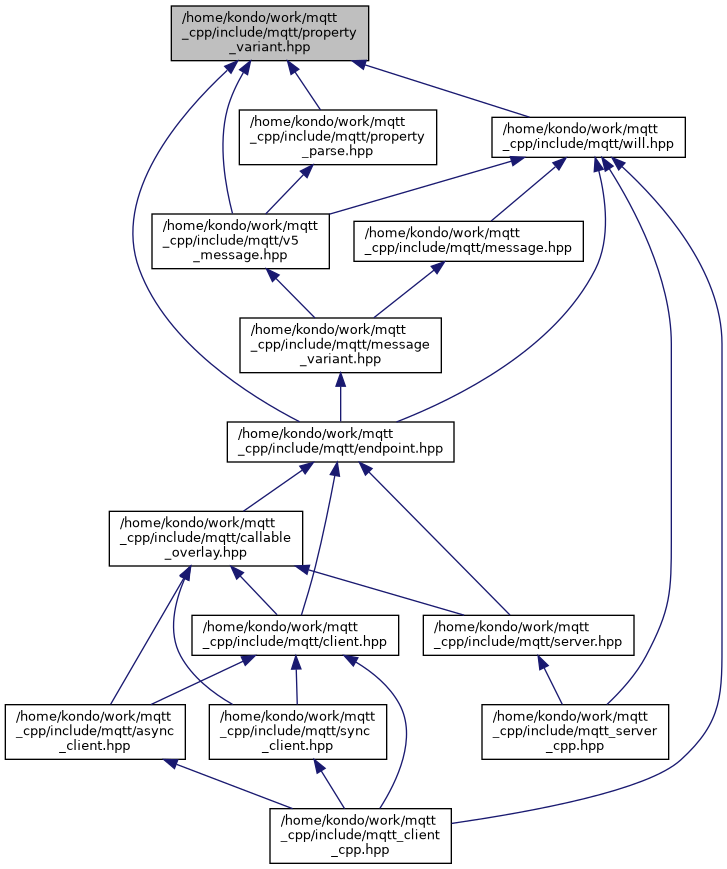 /home/kondo/work/mqtt
_cpp/include/mqtt/property
_variant.hpp
/home/kondo/work/mqtt
_cpp/include/mqtt/property
_parse.hpp
/home/kondo/work/mqtt
_cpp/include/mqtt/will.hpp
/home/kondo/work/mqtt
_cpp/include/mqtt/v5
_message.hpp
/home/kondo/work/mqtt
_cpp/include/mqtt/message.hpp
/home/kondo/work/mqtt
_cpp/include/mqtt/message
_variant.hpp
/home/kondo/work/mqtt
_cpp/include/mqtt/endpoint.hpp
/home/kondo/work/mqtt
_cpp/include/mqtt/callable
_overlay.hpp
/home/kondo/work/mqtt
_cpp/include/mqtt/client.hpp
/home/kondo/work/mqtt
_cpp/include/mqtt/server.hpp
/home/kondo/work/mqtt
_cpp/include/mqtt/async
_client.hpp
/home/kondo/work/mqtt
_cpp/include/mqtt/sync
_client.hpp
/home/kondo/work/mqtt
_cpp/include/mqtt_server
_cpp.hpp
/home/kondo/work/mqtt
_cpp/include/mqtt_client
_cpp.hpp